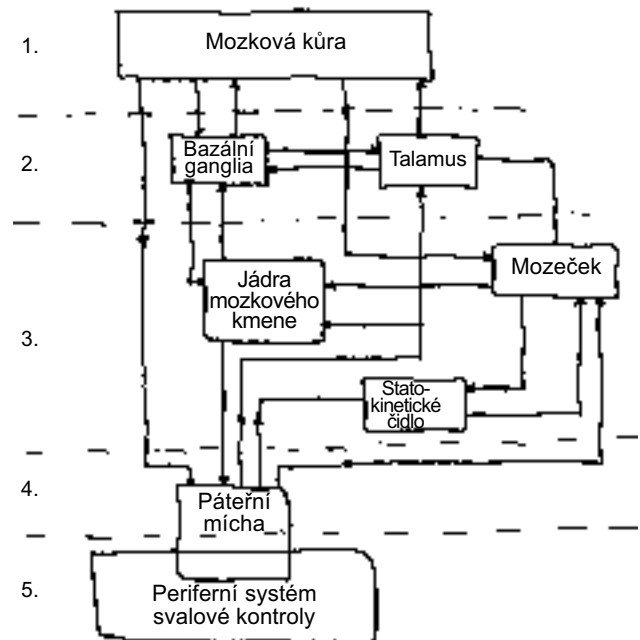 1.
Mozková kůra
2.
Bazální
ganglia
Talamus
Mozeček
Jádra
mozkového
kmene
3.
Stato-
kinetické
čidlo
4.
Páteřní
mícha
5.
Periferní systém
svalové kontroly